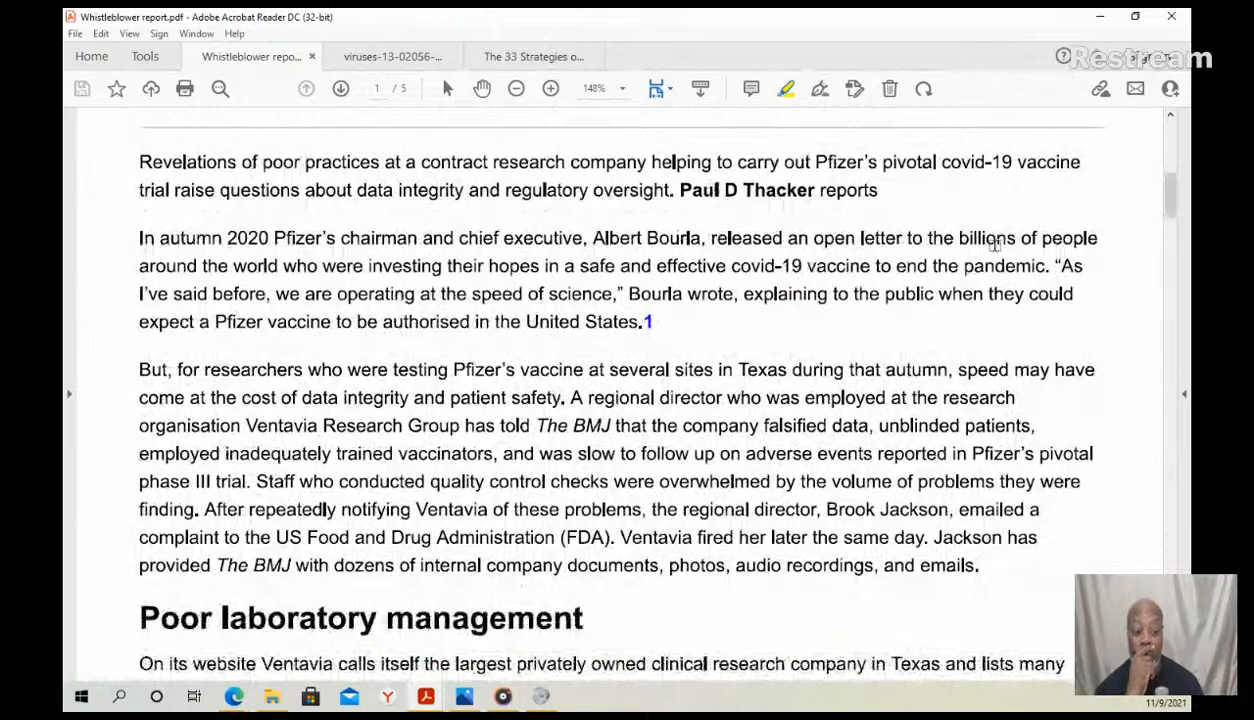 Whistleblower report.pdf - Adobe Acrobat Reader DC (32-bit)
File Edit View Sign Window Help
Home Tools Whistleblower repo... × viruses-13-02056-... The 33 Strategies o...
Restream
1 / 5 148%
Revelations of poor practices at a contract research company helping to carry out Pfizer's pivotal covid-19 vaccine
trial raise questions about data integrity and regulatory oversight. Paul D Thacker reports
In autumn 2020 Pfizer's chairman and chief executive, Albert Bourla, released an open letter to the billions of people
around the world who were investing their hopes in a safe and effective covid-19 vaccine to end the pandemic. “As
I've said before, we are operating at the speed of science,” Bourla wrote, explaining to the public when they could
expect a Pfizer vaccine to be authorised in the United States.1
But, for researchers who were testing Pfizer's vaccine at several sites in Texas during that autumn, speed may have
come at the cost of data integrity and patient safety. A regional director who was employed at the research
organisation Ventavia Research Group has told The BMJ that the company falsified data, unblinded patients,
employed inadequately trained vaccinators, and was slow to follow up on adverse events reported in Pfizer's pivotal
phase III trial. Staff who conducted quality control checks were overwhelmed by the volume of problems they were
finding. After repeatedly notifying Ventavia of these problems, the regional director, Brook Jackson, emailed a
complaint to the US Food and Drug Administration (FDA). Ventavia fired her later the same day. Jackson has
provided The BMJ with dozens of internal company documents, photos, audio recordings, and emails.
Poor laboratory management
On its website Ventavia calls itself the largest privately owned clinical research company in Texas and lists many
11/9/2021